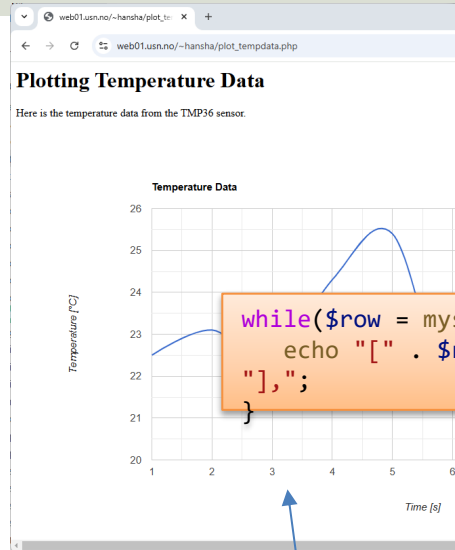 web01.usn.no/~hansha/plot_te
web01.usn.no/~hansha/plot_tempdata.php
Plotting Temperature Data
Here is the temperature data from the TMP36 sensor.
Temperature Data
26
25
24
23
22
21
20
Temperature [°C]
while($row = mys
echo "[" . $r
"],";
}
1 2 3 4 5 6
Time [s]